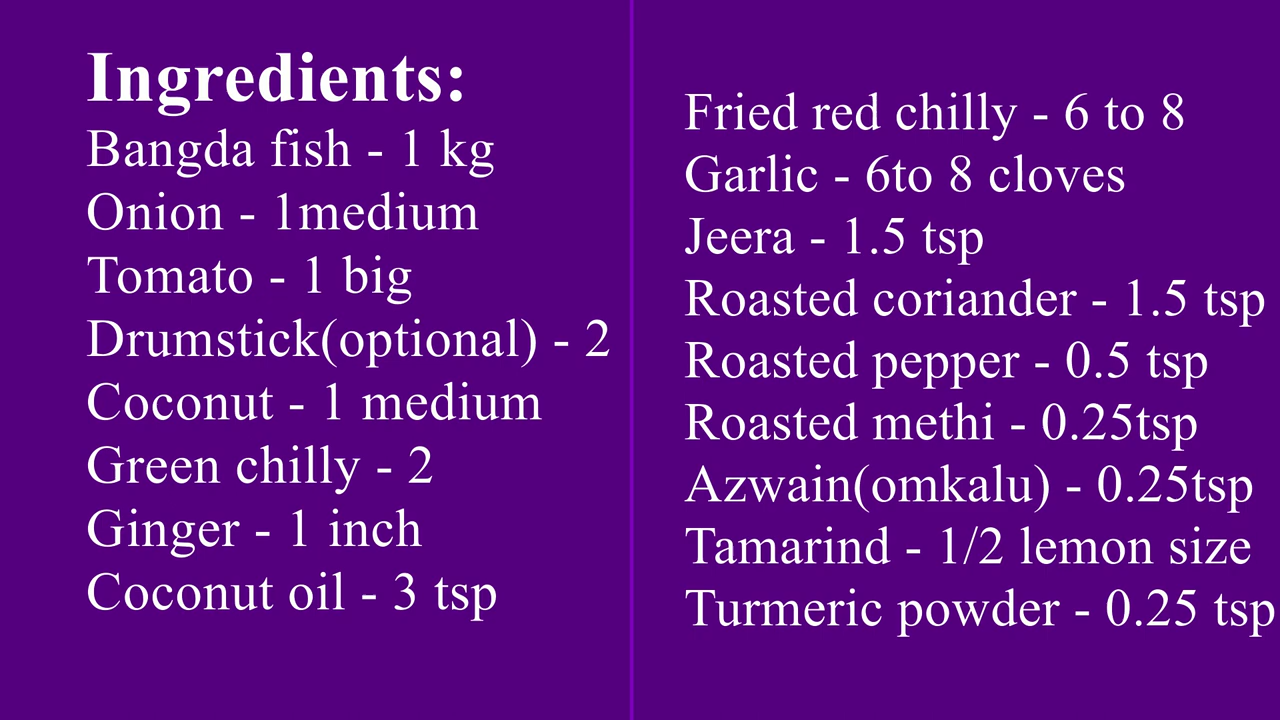 Ingredients:
Bangda fish - 1 kg
Onion - 1medium
Tomato - 1 big
Drumstick(optional) - 2
Coconut - 1 medium
Green chilly - 2
Ginger - 1 inch
Coconut oil - 3 tsp
Fried red chilly - 6 to 8
Garlic - 6to 8 cloves
Jeera - 1.5 tsp
Roasted coriander - 1.5 tsp
Roasted pepper - 0.5 tsp
Roasted methi - 0.25tsp
Azwain(omkalu) - 0.25tsp
Tamarind - 1/2 lemon size
Turmeric powder - 0.25 tsp